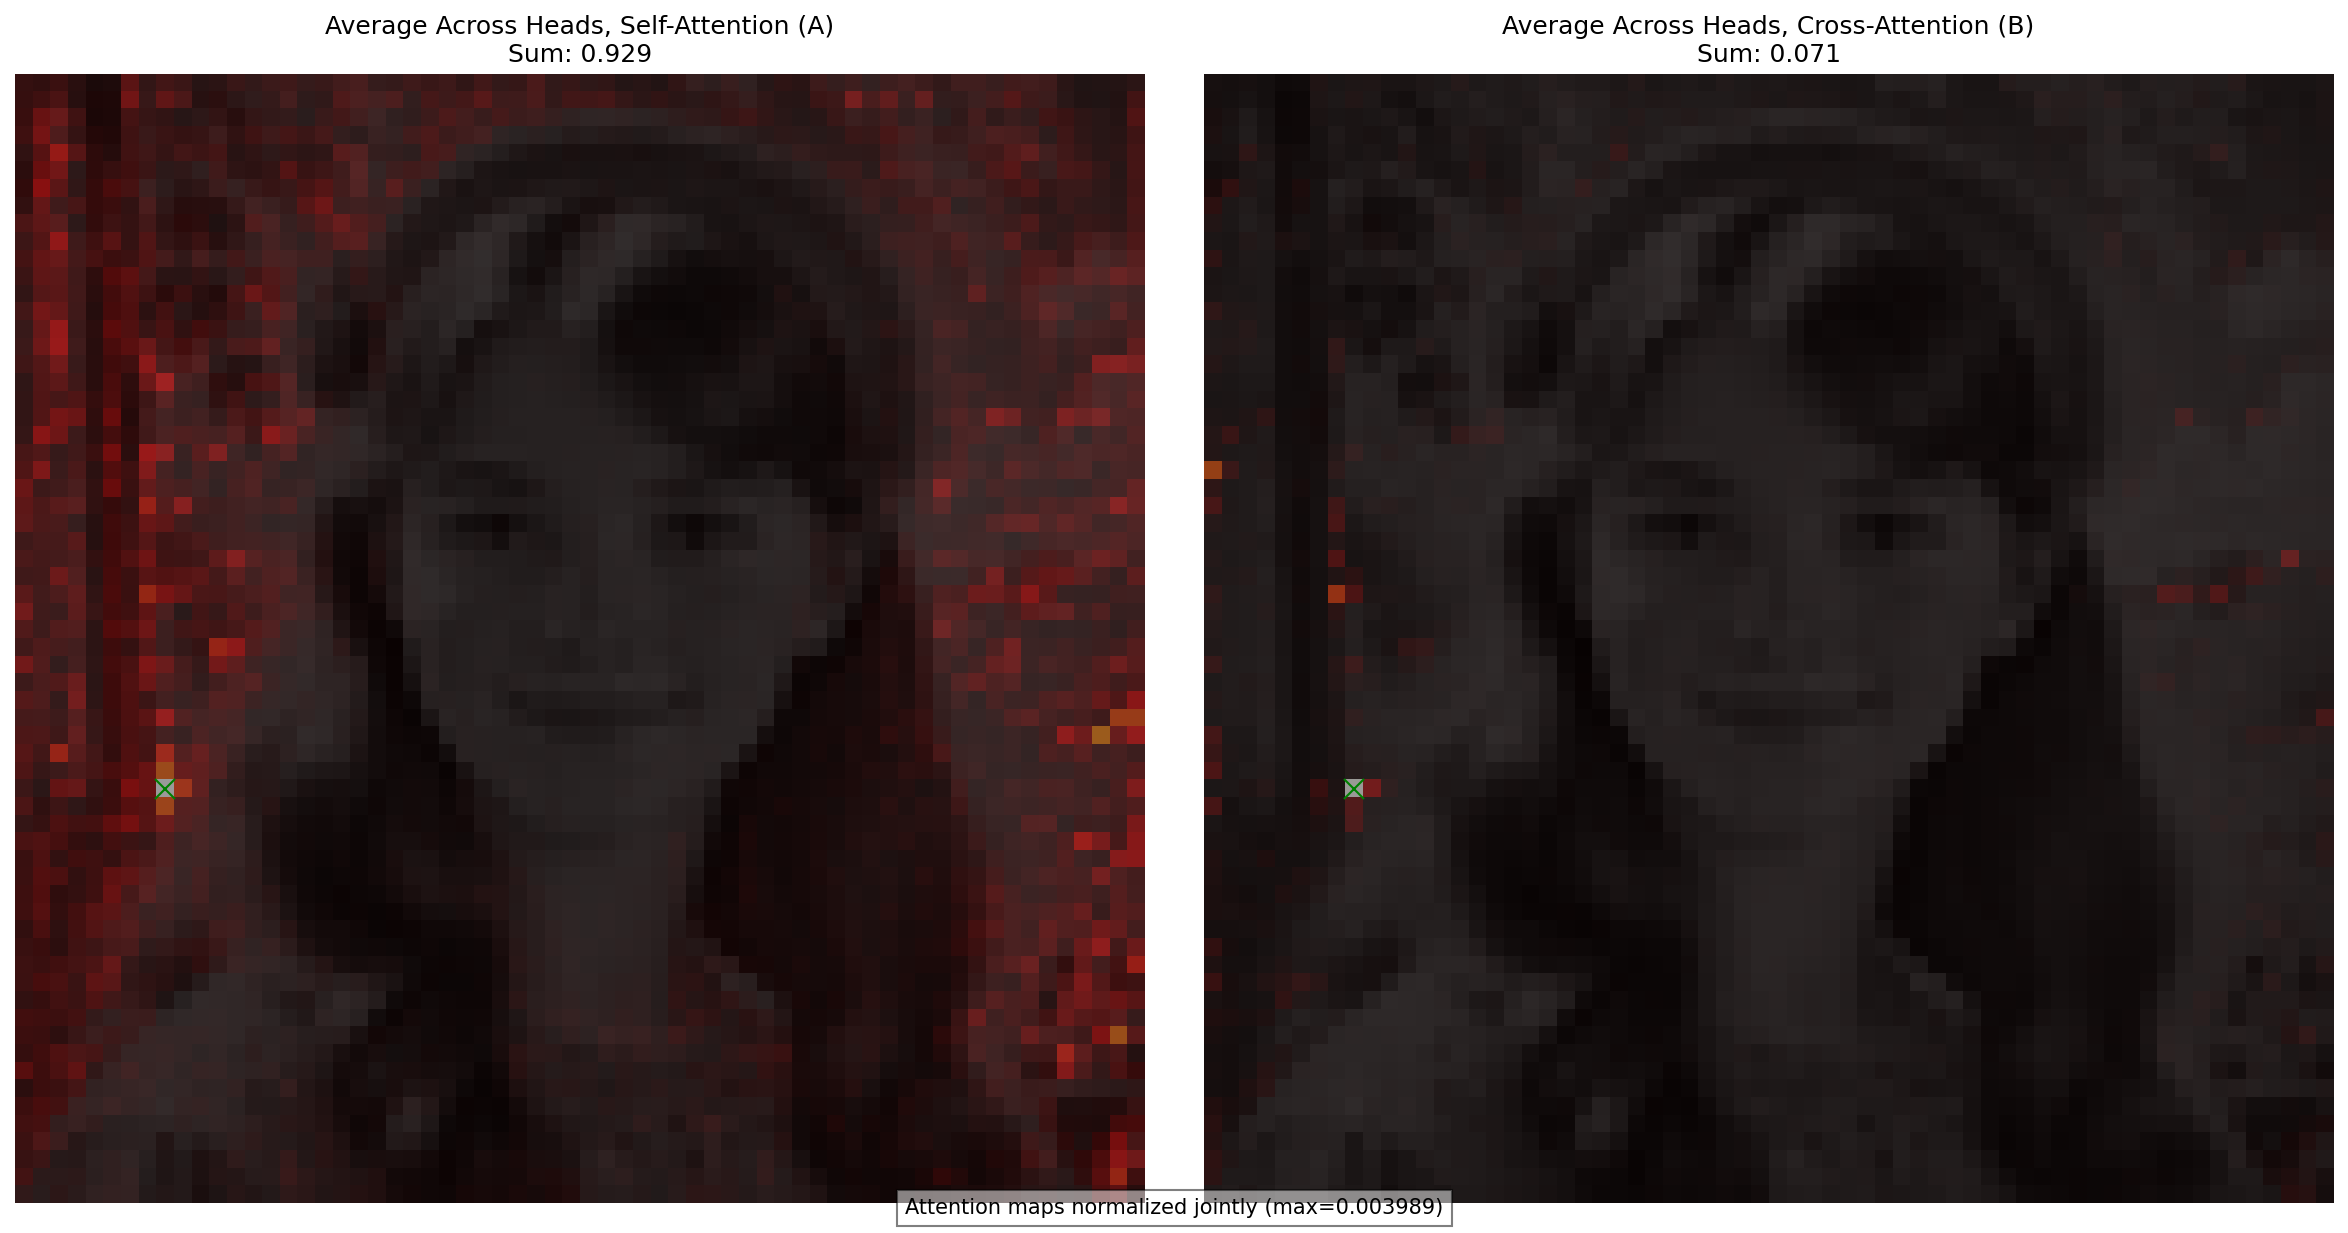 Average Across Heads, Self-Attention (A)
Sum: 0.929
Average Across Heads, Cross-Attention (B)
Sum: 0.071
Attention maps normalized jointly (max=0.003989)